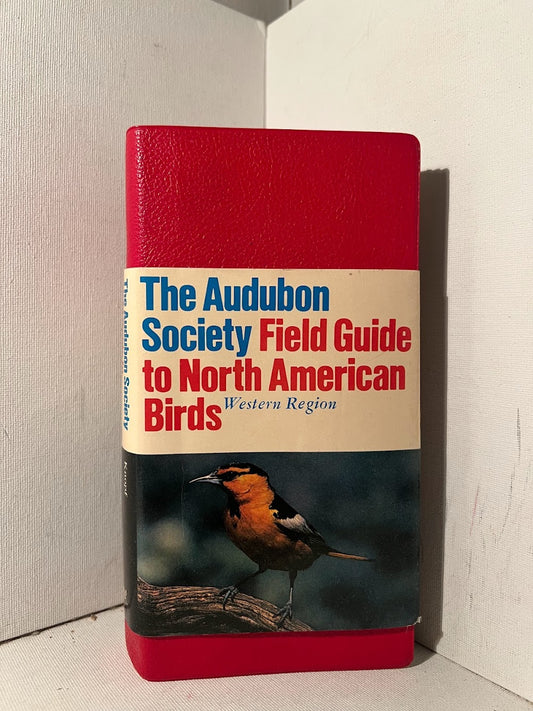 The Audubon
Society Field Guide
to North American
Birds Western Region
The Audubon Society
Knopf